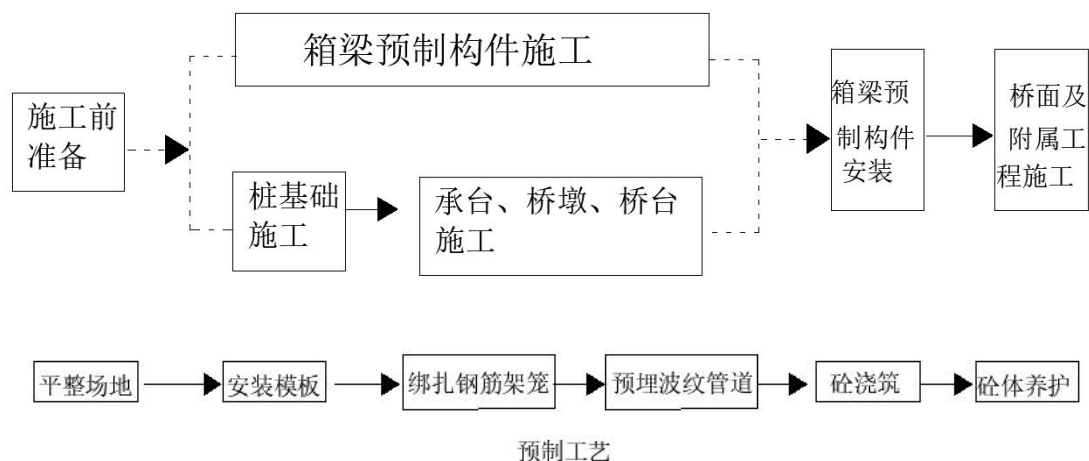 箱梁预制构件施工
施工前
准备
桩基础
施工
承台、桥墩、桥台
施工
箱梁预
制构件
安装
桥面及
附属工
程施工
平整场地
安装模板
绑扎钢筋架笼
预埋波纹管道
砼浇筑
砼体养护
预制工艺